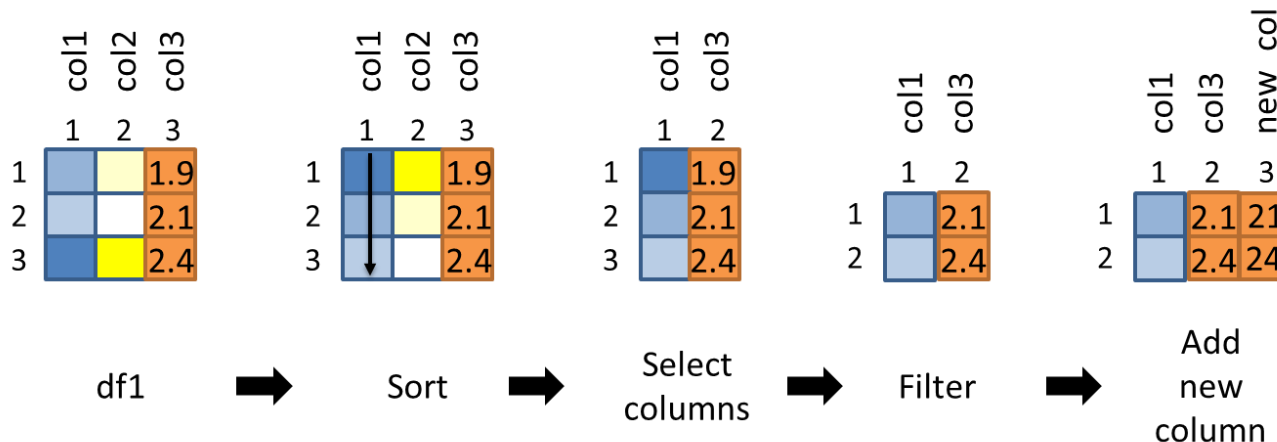 col1 col2 col3
1 2 3
1 1.9
2 2.1
3 2.4
df1
col1 col2 col3
1 2 3
1 1.9
2 2.1
3 2.4
Sort
col1 col3
1 2
1 1.9
2 2.1
3 2.4
Select
columns
col1 col3
1 2
1 2.1
2 2.4
Filter
col1 col3 new col
1 2 3
1 2.1 21
2 2.4 24
Add
new
column